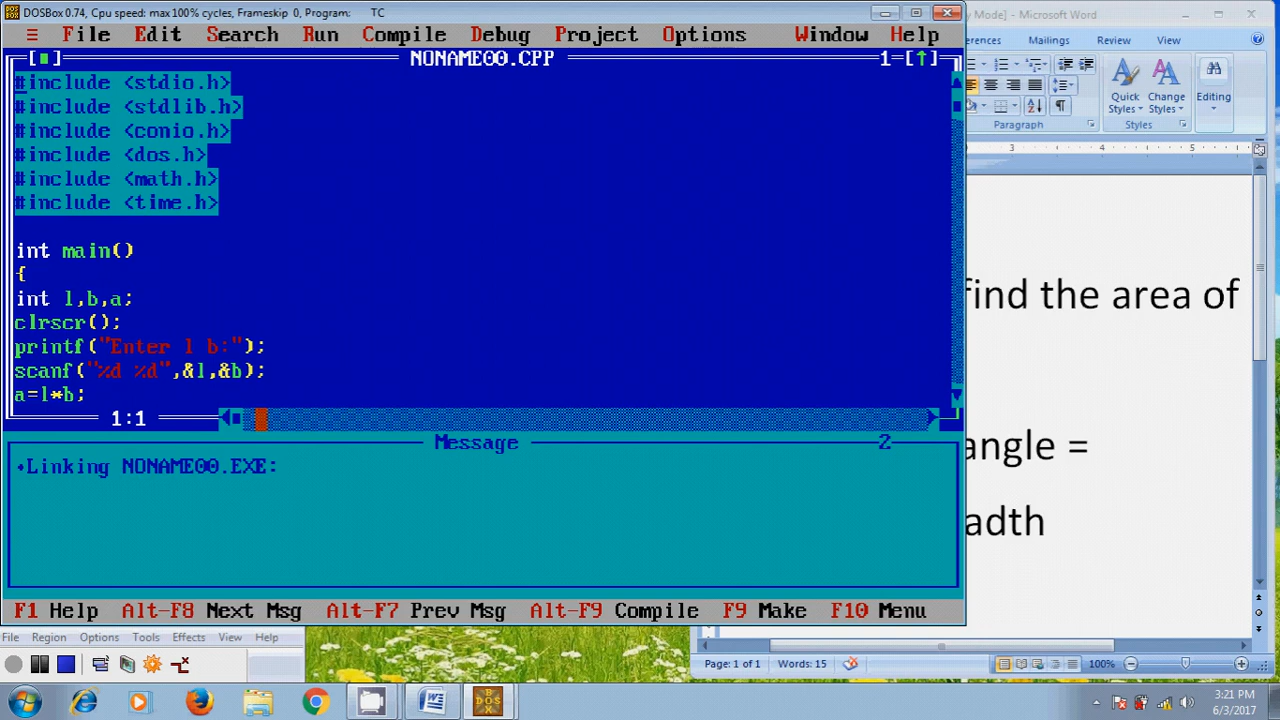 DOSBox 0.74, Cpu speed: max 100% cycles, Frameskip 0, Program: TC
≡ File Edit Search Run Compile Debug Project Options Window Help
[■] NONAME00.CPP 1=[↑]
#include <stdio.h>
#include <stdlib.h>
#include <conio.h>
#include <dos.h>
#include <math.h>
#include <time.h>
int main()
{
int l,b,a;
clrscr();
printf("Enter l b:");
scanf("%d %d",&l,&b);
a=l*b;
1:1
Message 2
•Linking NONAME00.EXE:
F1 Help Alt-F8 Next Msg Alt-F7 Prev Msg Alt-F9 Compile F9 Make F10 Menu
File Region Options Tools Effects View Help
y Mode] - Microsoft Word
rences Mailings Review View
Quick Styles Change Styles Editing
Paragraph Styles
3 4 5
find the area of
angle =
adth
Page: 1 of 1 Words: 15 100%
3:21 PM
6/3/2017